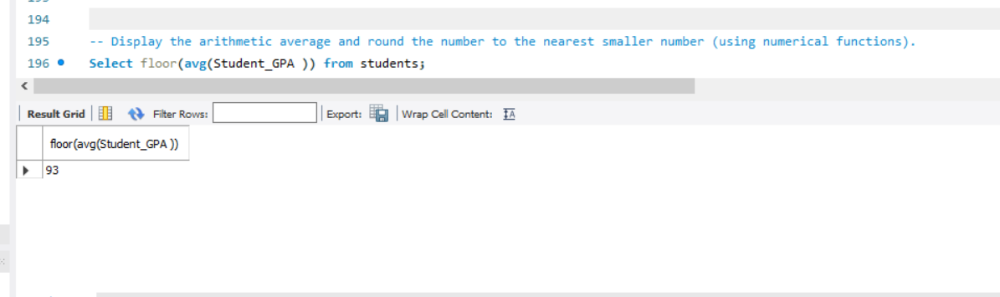 194
195 -- Display the arithmetic average and round the number to the nearest smaller number (using numerical functions).
196 Select floor(avg(Student_GPA )) from students;
Result Grid Filter Rows: Export: Wrap Cell Content:
floor(avg(Student_GPA ))
93